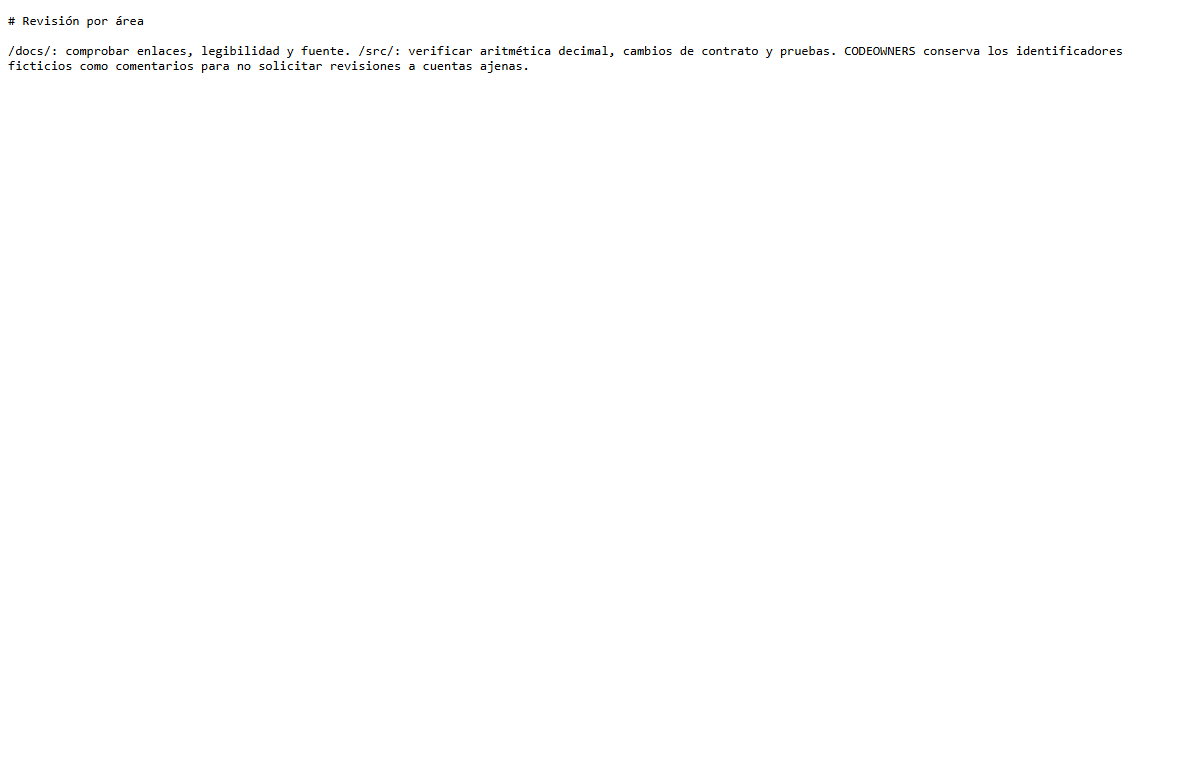 # Revisión por área
/docs/: comprobar enlaces, legibilidad y fuente. /src/: verificar aritmética decimal, cambios de contrato y pruebas. CODEOWNERS conserva los identificadores
ficticios como comentarios para no solicitar revisiones a cuentas ajenas.